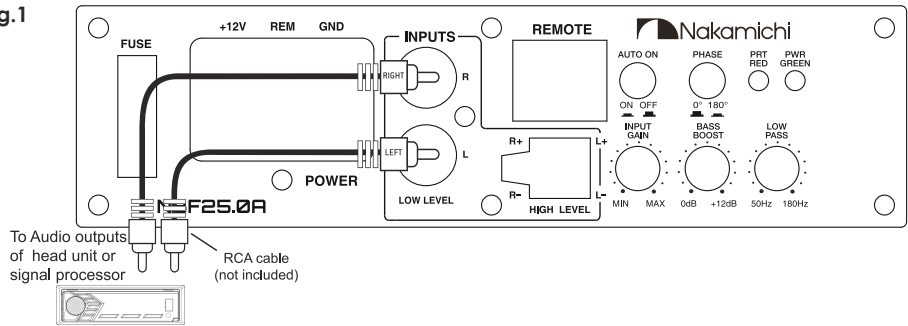 g.1
+12V REM GND
FUSE
INPUTS
REMOTE
Nakamichi
AUTO ON
PHASE
PRT RED
PWR GREEN
RIGHT
R
ON OFF
0° 180°
INPUT GAIN
BASS BOOST
LOW PASS
LEFT
L
R+
L+
R-
L-
POWER
LOW LEVEL
HIGH LEVEL
MIN MAX
0dB +12dB
50Hz 180Hz
F25.0A
To Audio outputs
of head unit or
signal processor
RCA cable
(not included)